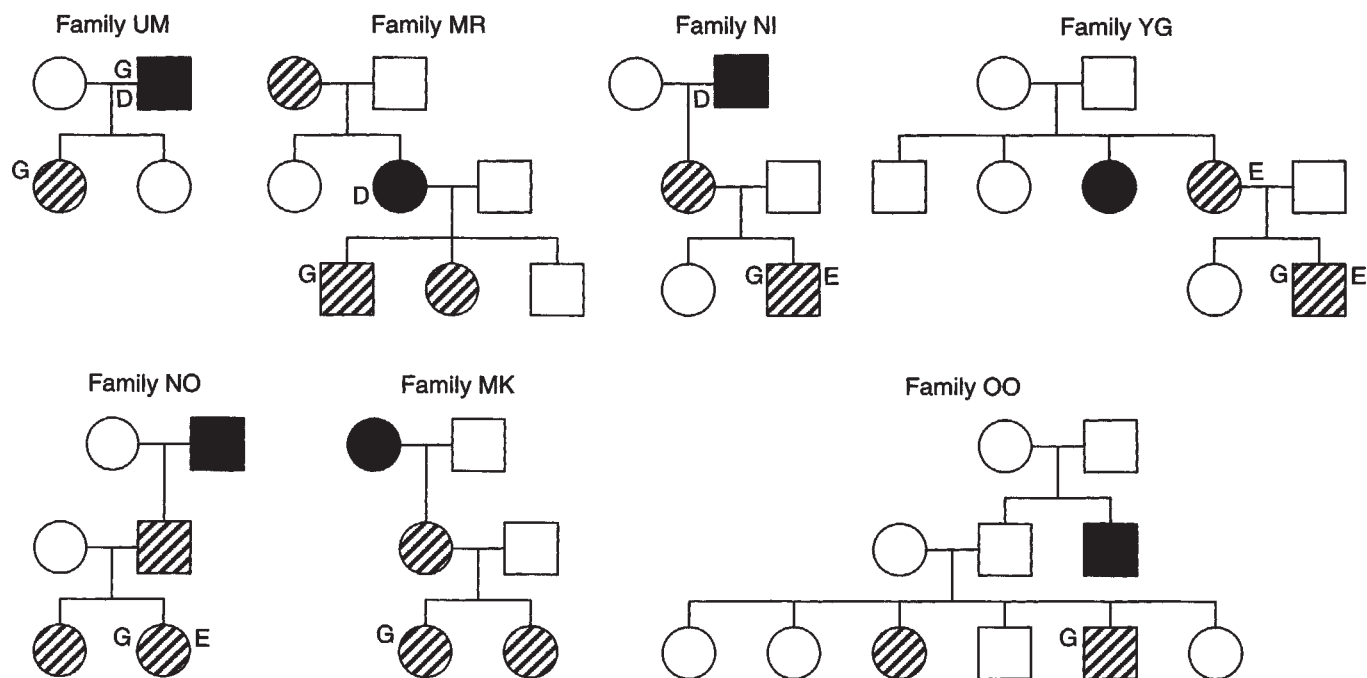 Family UM
Family MR
Family NI
Family YG
G
D
G
D
G
D
G E
E
G E
Family NO
Family MK
Family OO
G E
G
G